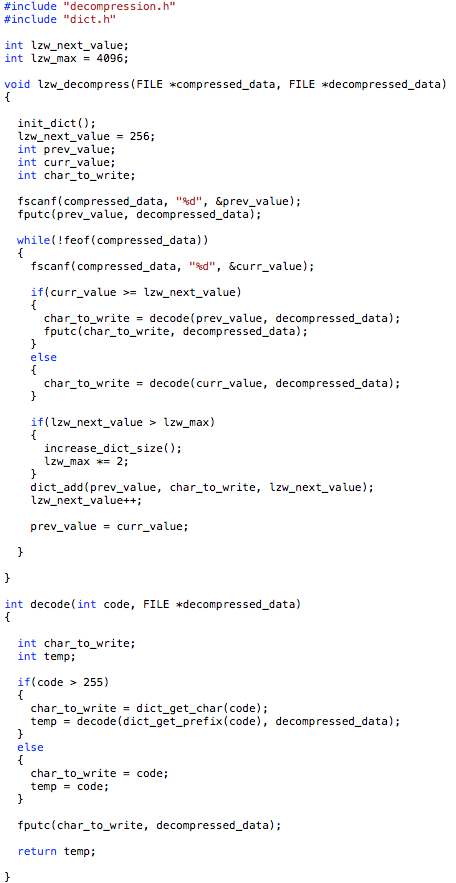 #include "decompression.h"
#include "dict.h"

int lzw_next_value;
int lzw_max = 4096;

void lzw_decompress(FILE *compressed_data, FILE *decompressed_data)
{

  init_dict();
  lzw_next_value = 256;
  int prev_value;
  int curr_value;
  int char_to_write;

  fscanf(compressed_data, "%d", &prev_value);
  fputc(prev_value, decompressed_data);

  while(!feof(compressed_data))
  {
    fscanf(compressed_data, "%d", &curr_value);

    if(curr_value >= lzw_next_value)
    {
      char_to_write = decode(prev_value, decompressed_data);
      fputc(char_to_write, decompressed_data);
    }
    else
    {
      char_to_write = decode(curr_value, decompressed_data);
    }

    if(lzw_next_value > lzw_max)
    {
      increase_dict_size();
      lzw_max *= 2;
    }
    dict_add(prev_value, char_to_write, lzw_next_value);
    lzw_next_value++;

    prev_value = curr_value;

  }

}

int decode(int code, FILE *decompressed_data)
{

  int char_to_write;
  int temp;

  if(code > 255)
  {
    char_to_write = dict_get_char(code);
    temp = decode(dict_get_prefix(code), decompressed_data);
  }
  else
  {
    char_to_write = code;
    temp = code;
  }

  fputc(char_to_write, decompressed_data);

  return temp;

}